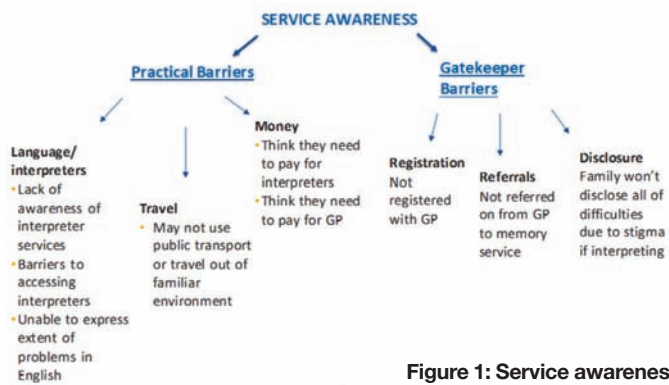 SERVICE AWARENESS
Practical Barriers
Language/
interpreters
• Lack of
awareness of
interpreter
services
• Barriers to
accessing
interpreters
• Unable to express
extent of
problems in
English
Travel
• May not use
public transport
or travel out of
familiar
environment
Money
• Think they need
to pay for
interpreters
• Think they need
to pay for GP
Gatekeeper
Barriers
Registration
Not
registered
with GP
Referrals
Not referred
on from GP
to memory
service
Disclosure
Family won't
disclose all of
difficulties
due to stigma
if interpreting
Figure 1: Service awarenes